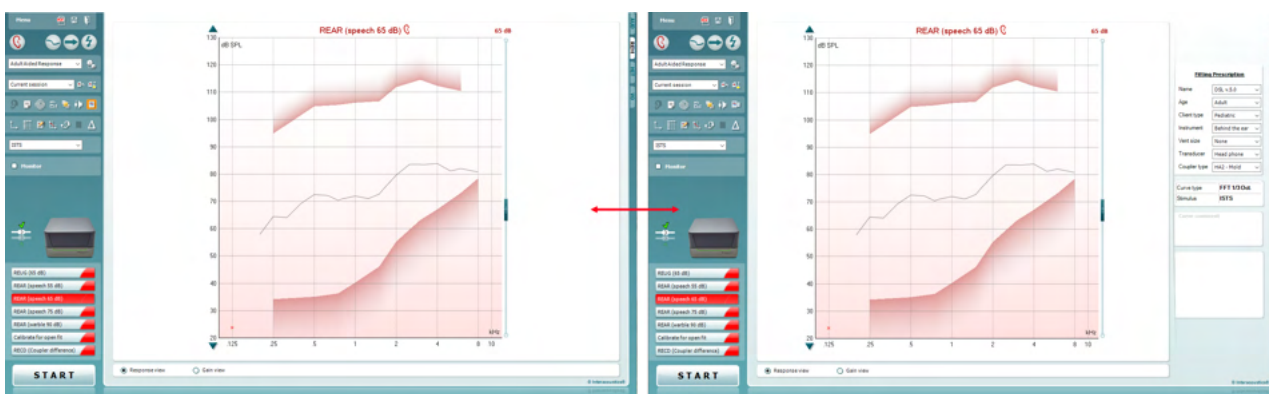 Menu
REAR (speech 65 dB)
65 dB
130
dB SPL
120
110
100
90
80
70
60
50
40
30
20
125
25
5
1
2
4
8
10
kHz
Adult Aided Response
Current session
ISTS
Monitor
REUG (65 dB)
REAR (speech 55 dB)
REAR (speech 65 dB)
REAR (speech 75 dB)
REAR (warble 90 dB)
Calibrate for open fit
RECD (Coupler difference)
START
Response view
Gain view
Menu
REAR (speech 65 dB)
65 dB
130
dB SPL
120
110
100
90
80
70
60
50
40
30
20
125
25
5
1
2
4
8
10
kHz
Adult Aided Response
Current session
ISTS
Monitor
REUG (65 dB)
REAR (speech 55 dB)
REAR (speech 65 dB)
REAR (speech 75 dB)
REAR (warble 90 dB)
Calibrate for open fit
RECD (Coupler difference)
START
Response view
Gain view
Fitting Prescription
Name DSL v.5.0
Age Adult
Client type Pediatric
Instrument Behind the ear
Vent size None
Transducer Head phone
Coupler type HA2 - Mold
Curve type FFT 1/3 Oct
Stimulus ISTS